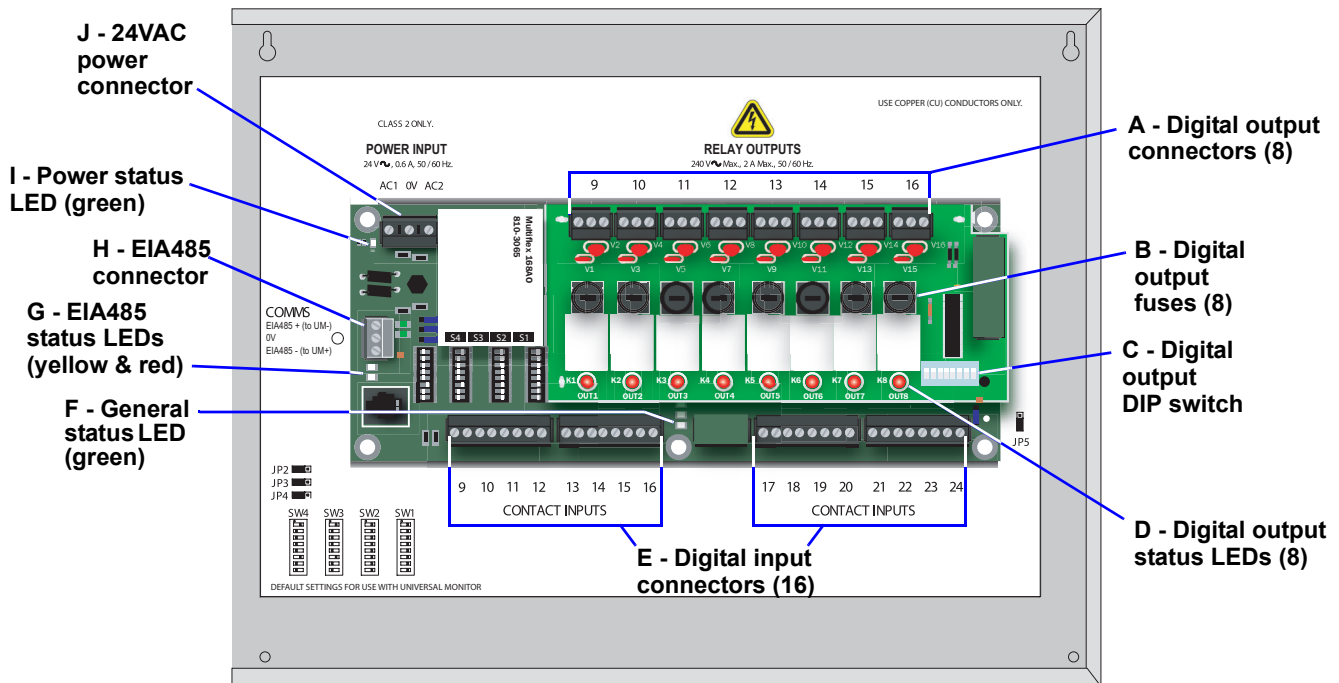 J - 24VAC
power
connector
I - Power status
LED (green)
H - EIA485
connector
G - EIA485
status LEDs
(yellow & red)
F - General
status LED
(green)
CLASS 2 ONLY.
POWER INPUT
24 V , 0.6 A, 50 / 60 Hz.
AC1 0V AC2
USE COPPER (CU) CONDUCTORS ONLY.
RELAY OUTPUTS
240 V Max., 2 A Max., 50 / 60 Hz.
9 10 11 12 13 14 15 16
A - Digital output
connectors (8)
B - Digital
output
fuses (8)
C - Digital
output
DIP switch
D - Digital output
status LEDs (8)
Multiflex 168AO
810-3065
V2 V4 V6 V8 V10 V12 V14 V16
V1 V3 V5 V7 V9 V11 V13 V15
COMMS
EIA485 + (to UM-)
0V
EIA485 - (to UM+)
S4 S3 S2 S1
K1 K2 K3 K4 K5 K6 K7 K8
OUT1 OUT2 OUT3 OUT4 OUT5 OUT6 OUT7 OUT8
JP5
JP2
JP3
JP4
9 10 11 12 13 14 15 16
CONTACT INPUTS
17 18 19 20 21 22 23 24
CONTACT INPUTS
SW4 SW3 SW2 SW1
E - Digital input
connectors (16)
DEFAULT SETTINGS FOR USE WITH UNIVERSAL MONITOR